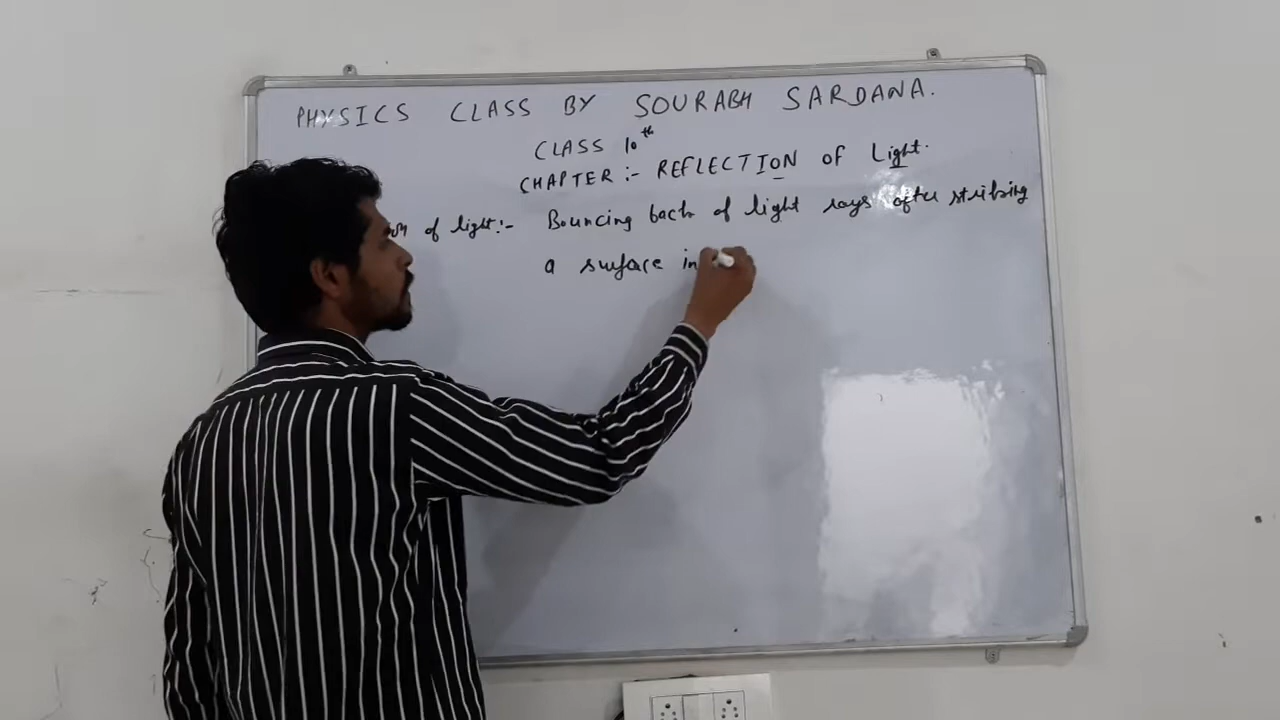 PHYSICS CLASS BY SOURABH SARDANA.
CLASS 10th
CHAPTER :- REFLECTION OF Light.
of light:- Bouncing back of light rays after striking
a surface in